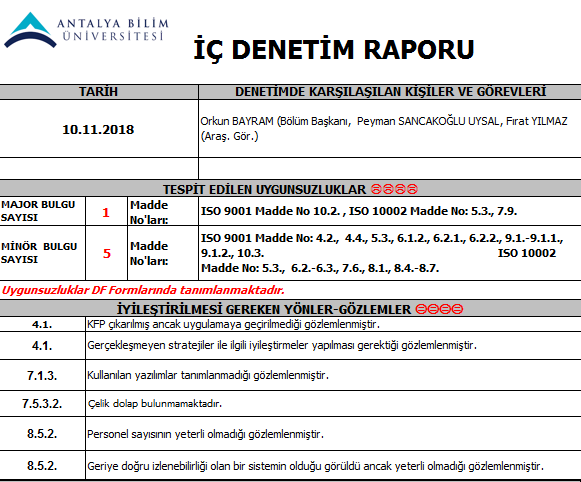 ANTALYA BİLİM
ÜNİVERSİTESİ
İÇ DENETİM RAPORU
TARİH
DENETİMDE KARŞILAŞILAN KİŞİLER VE GÖREVLERİ
10.11.2018
Orkun BAYRAM (Bölüm Başkanı, Peyman SANCAKOĞLU UYSAL, Fırat YILMAZ
(Araş. Gör.)
TESPİT EDİLEN UYGUNSUZLUKLAR
MAJOR BULGU
SAYISI
1
Madde
No'ları:
ISO 9001 Madde No 10.2. , ISO 10002 Madde No: 5.3., 7.9.
MİNÖR BULGU
SAYISI
5
Madde
No'ları:
ISO 9001 Madde No: 4.2., 4.4., 5.3., 6.1.2., 6.2.1., 6.2.2., 9.1.-9.1.1.,
9.1.2., 10.3. ISO 10002
Madde No: 5.3., 6.2.-6.3., 7.6., 8.1., 8.4.-8.7.
Uygunsuzluklar DF Formlarında tanımlanmaktadır.
İYİLEŞTİRİLMESİ GEREKEN YÖNLER-GÖZLEMLER
4.1. KFP çıkarılmış ancak uygulamaya geçirilmediği gözlemlenmiştir.
4.1. Gerçekleşmeyen stratejiler ile ilgili iyileştirmeler yapılması gerektiği gözlemlenmiştir.
7.1.3. Kullanılan yazılımlar tanımlanmadığı gözlemlenmiştir.
7.5.3.2. Çelik dolap bulunmamaktadır.
8.5.2. Personel sayısının yeterli olmadığı gözlemlenmiştir.
8.5.2. Geriye doğru izlenebilirliği olan bir sistemin olduğu görüldü ancak yeterli olmadığı gözlemlenmiştir.